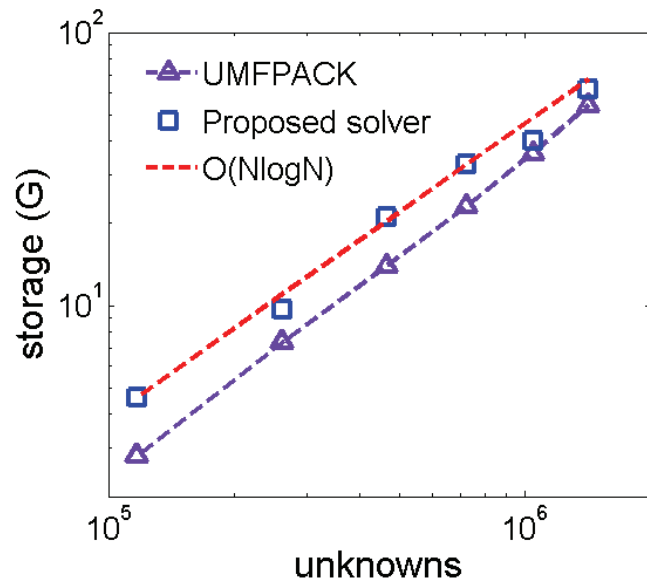 10^2
UMFPACK
Proposed solver
O(NlogN)
storage (G)
10^1
10^5
10^6
unknowns